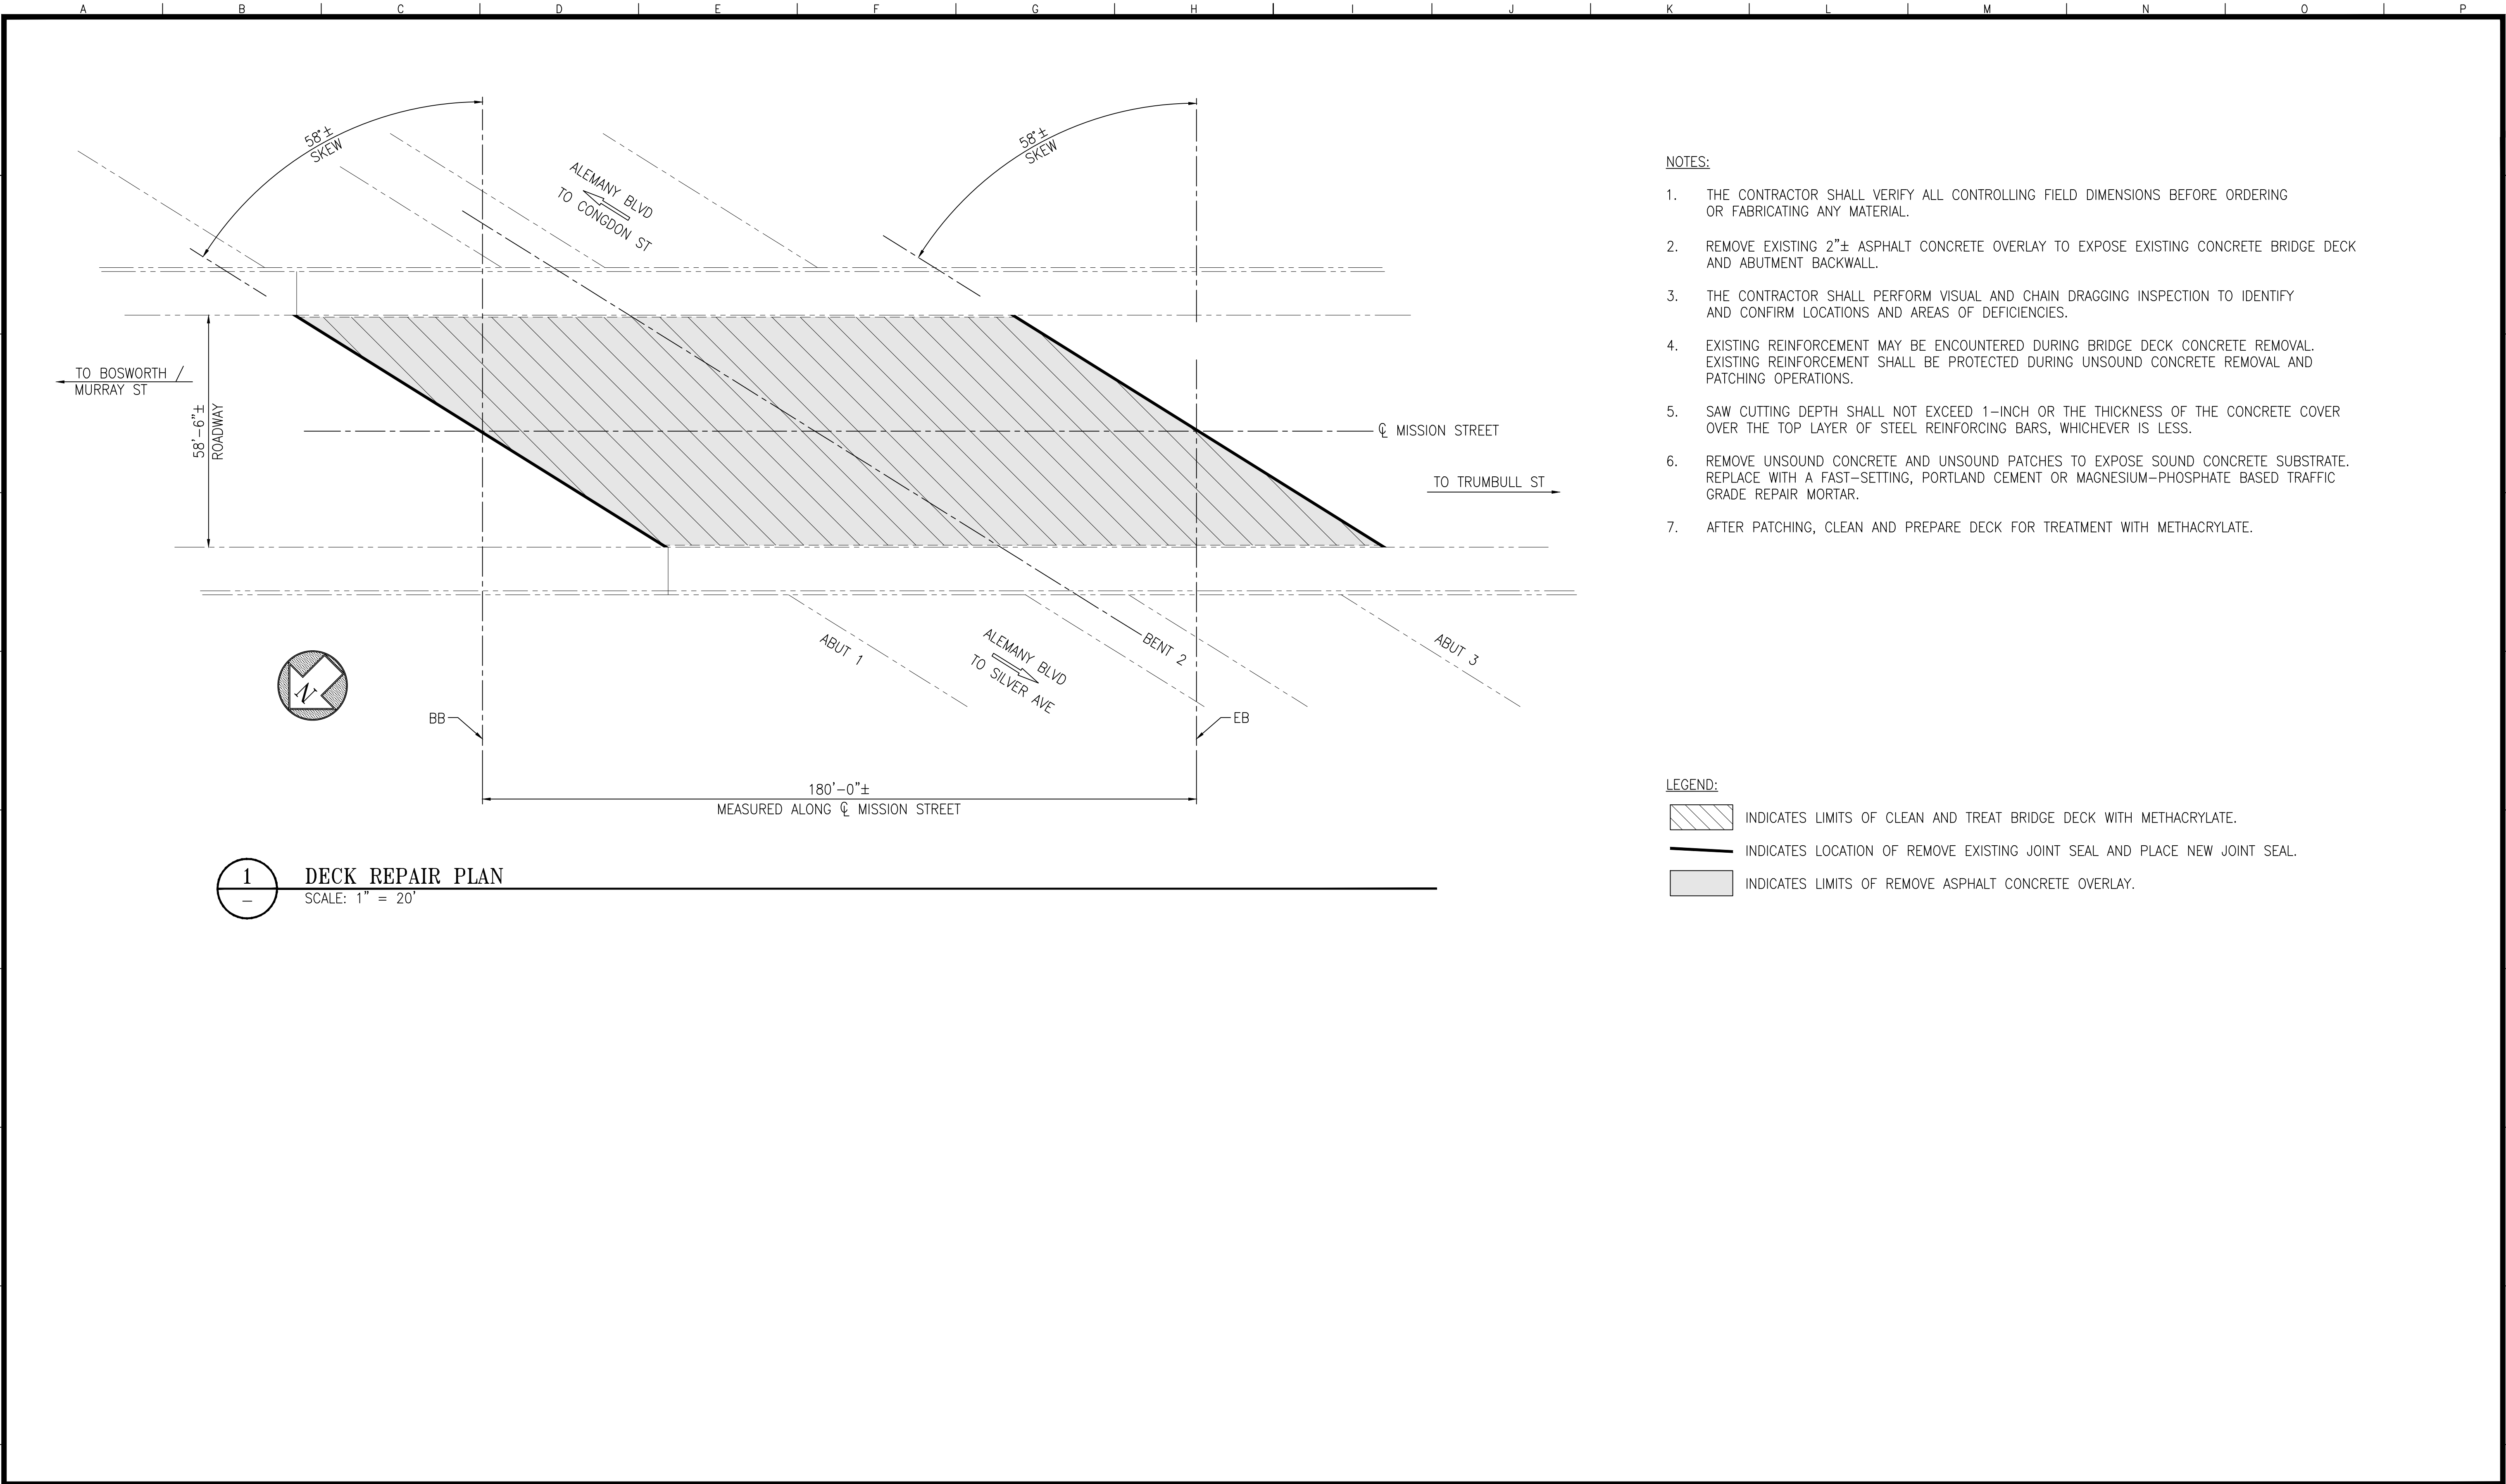 A B C D E F G H I J K L M N O P
58°±
SKEW
58°±
SKEW
ALEMANY BLVD
TO CONGDON ST
TO BOSWORTH /
MURRAY ST
58'-6"±
ROADWAY
℄ MISSION STREET
TO TRUMBULL ST
ABUT 1
ALEMANY BLVD
TO SILVER AVE
BENT 2
ABUT 3
N
BB
EB
180'-0"±
MEASURED ALONG ℄ MISSION STREET
1
DECK REPAIR PLAN
–
SCALE: 1" = 20'
NOTES:
1. THE CONTRACTOR SHALL VERIFY ALL CONTROLLING FIELD DIMENSIONS BEFORE ORDERING
OR FABRICATING ANY MATERIAL.
2. REMOVE EXISTING 2"± ASPHALT CONCRETE OVERLAY TO EXPOSE EXISTING CONCRETE BRIDGE DECK
AND ABUTMENT BACKWALL.
3. THE CONTRACTOR SHALL PERFORM VISUAL AND CHAIN DRAGGING INSPECTION TO IDENTIFY
AND CONFIRM LOCATIONS AND AREAS OF DEFICIENCIES.
4. EXISTING REINFORCEMENT MAY BE ENCOUNTERED DURING BRIDGE DECK CONCRETE REMOVAL.
EXISTING REINFORCEMENT SHALL BE PROTECTED DURING UNSOUND CONCRETE REMOVAL AND
PATCHING OPERATIONS.
5. SAW CUTTING DEPTH SHALL NOT EXCEED 1-INCH OR THE THICKNESS OF THE CONCRETE COVER
OVER THE TOP LAYER OF STEEL REINFORCING BARS, WHICHEVER IS LESS.
6. REMOVE UNSOUND CONCRETE AND UNSOUND PATCHES TO EXPOSE SOUND CONCRETE SUBSTRATE.
REPLACE WITH A FAST-SETTING, PORTLAND CEMENT OR MAGNESIUM-PHOSPHATE BASED TRAFFIC
GRADE REPAIR MORTAR.
7. AFTER PATCHING, CLEAN AND PREPARE DECK FOR TREATMENT WITH METHACRYLATE.
LEGEND:
INDICATES LIMITS OF CLEAN AND TREAT BRIDGE DECK WITH METHACRYLATE.
INDICATES LOCATION OF REMOVE EXISTING JOINT SEAL AND PLACE NEW JOINT SEAL.
INDICATES LIMITS OF REMOVE ASPHALT CONCRETE OVERLAY.